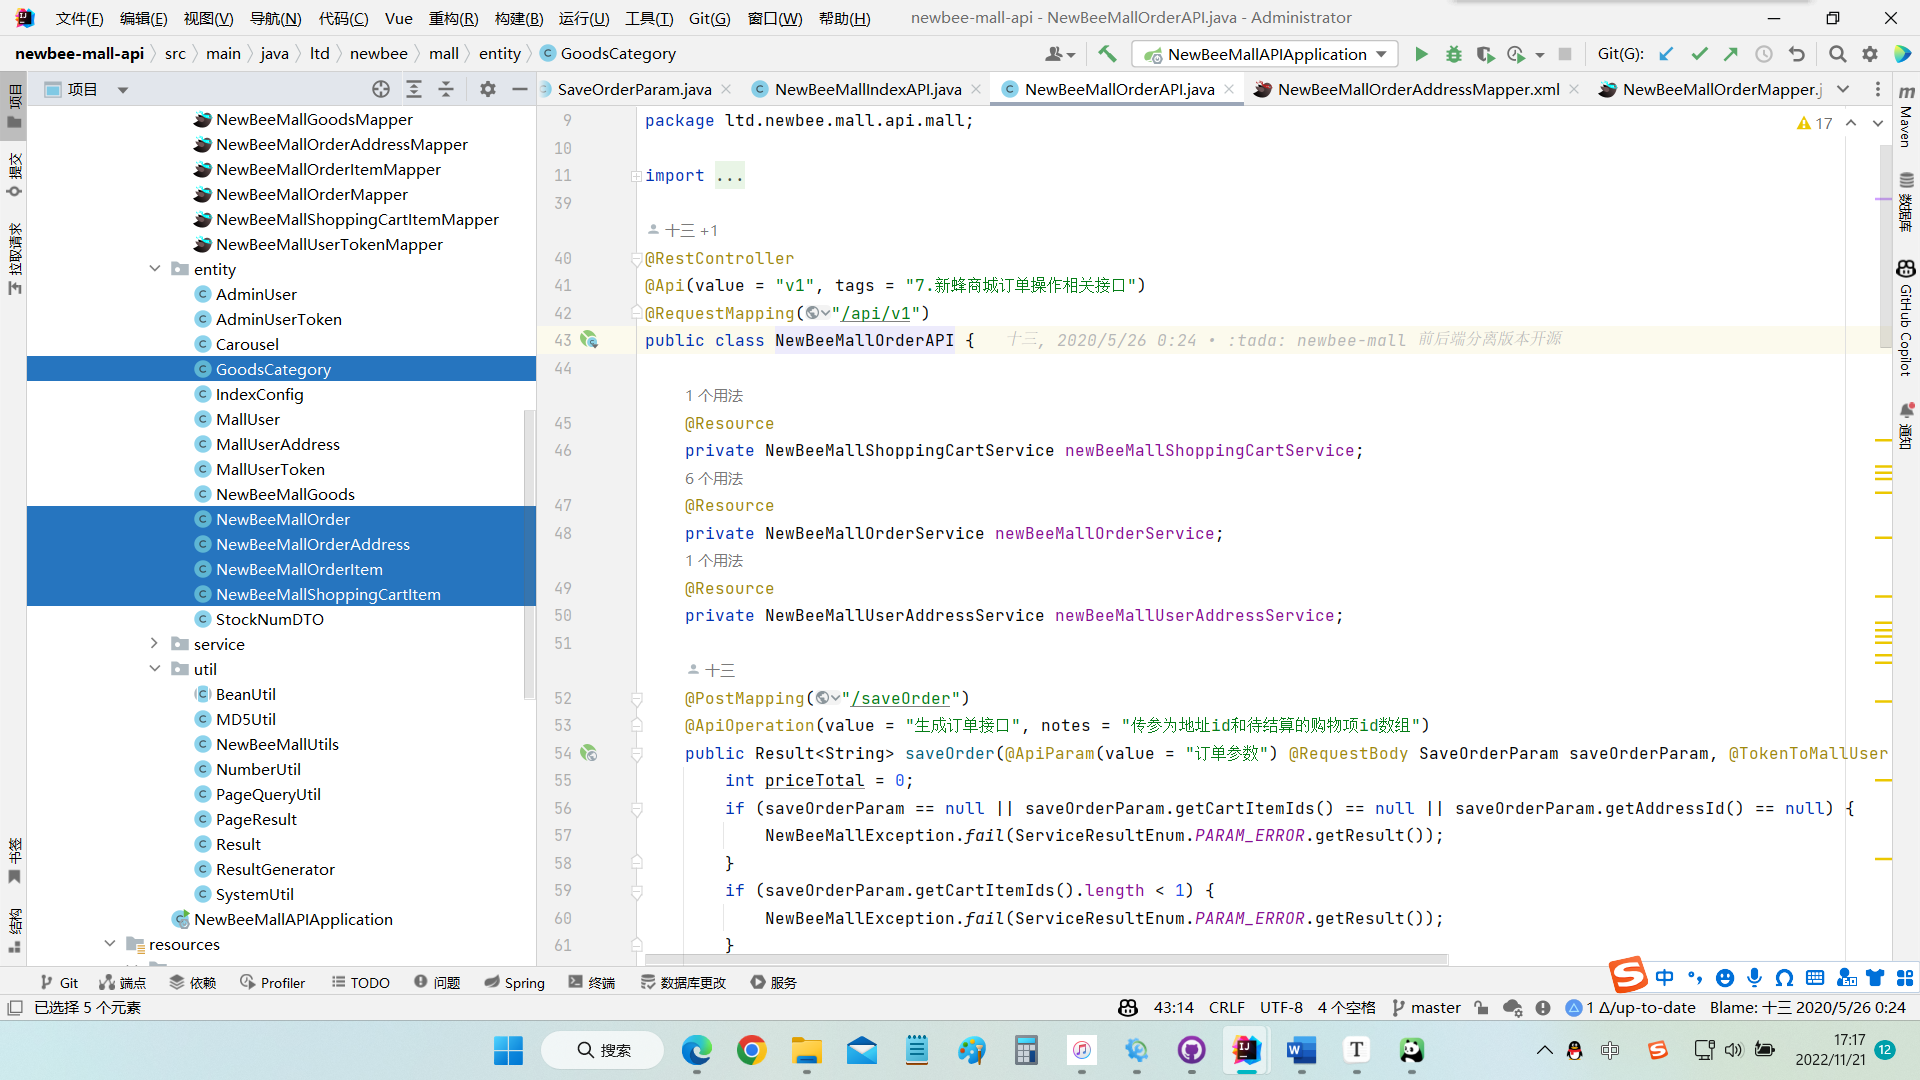 文件(F) 编辑(E) 视图(V) 导航(N) 代码(C) Vue 重构(R) 构建(B) 运行(U) 工具(T) Git(G) 窗口(W) 帮助(H) newbee-mall-api - NewBeeMallOrderAPI.java - Administrator
newbee-mall-api src main java ltd newbee mall entity GoodsCategory NewBeeMallAPIApplication Git(G):
项目 SaveOrderParam.java NewBeeMallIndexAPI.java NewBeeMallOrderAPI.java NewBeeMallOrderAddressMapper.xml NewBeeMallOrderMapper.j
项目
提交
拉取请求
书签
结构
NewBeeMallGoodsMapper
NewBeeMallOrderAddressMapper
NewBeeMallOrderItemMapper
NewBeeMallOrderMapper
NewBeeMallShoppingCartItemMapper
NewBeeMallUserTokenMapper
entity
AdminUser
AdminUserToken
Carousel
GoodsCategory
IndexConfig
MallUser
MallUserAddress
MallUserToken
NewBeeMallGoods
NewBeeMallOrder
NewBeeMallOrderAddress
NewBeeMallOrderItem
NewBeeMallShoppingCartItem
StockNumDTO
service
util
BeanUtil
MD5Util
NewBeeMallUtils
NumberUtil
PageQueryUtil
PageResult
Result
ResultGenerator
SystemUtil
NewBeeMallAPIApplication
resources
9 package ltd.newbee.mall.api.mall; 17
10
11 import ...
39
十三 +1
40 @RestController
41 @Api(value = "v1", tags = "7.新蜂商城订单操作相关接口")
42 @RequestMapping("/api/v1")
43 public class NewBeeMallOrderAPI { 十三, 2020/5/26 0:24 • :tada: newbee-mall 前后端分离版本开源
44
1 个用法
45 @Resource
46 private NewBeeMallShoppingCartService newBeeMallShoppingCartService;
6 个用法
47 @Resource
48 private NewBeeMallOrderService newBeeMallOrderService;
1 个用法
49 @Resource
50 private NewBeeMallUserAddressService newBeeMallUserAddressService;
51
十三
52 @PostMapping("/saveOrder")
53 @ApiOperation(value = "生成订单接口", notes = "传参为地址id和待结算的购物项id数组")
54 public Result<String> saveOrder(@ApiParam(value = "订单参数") @RequestBody SaveOrderParam saveOrderParam, @TokenToMallUser
55 int priceTotal = 0;
56 if (saveOrderParam == null || saveOrderParam.getCartItemIds() == null || saveOrderParam.getAddressId() == null) {
57 NewBeeMallException.fail(ServiceResultEnum.PARAM_ERROR.getResult());
58 }
59 if (saveOrderParam.getCartItemIds().length < 1) {
60 NewBeeMallException.fail(ServiceResultEnum.PARAM_ERROR.getResult());
61 }
m Maven
数据库
GitHub Copilot
通知
Git 端点 依赖 Profiler TODO 问题 Spring 终端 数据库更改 服务 中
已选择 5 个元素 43:14 CRLF UTF-8 4 个空格 master 1 Δ/up-to-date Blame: 十三 2020/5/26 0:24
搜索 中 17:17
2022/11/21 12